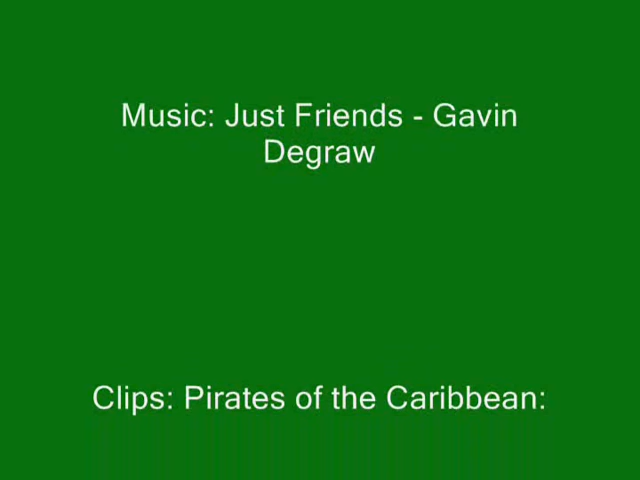 Music: Just Friends - Gavin
Degraw
Clips: Pirates of the Caribbean: